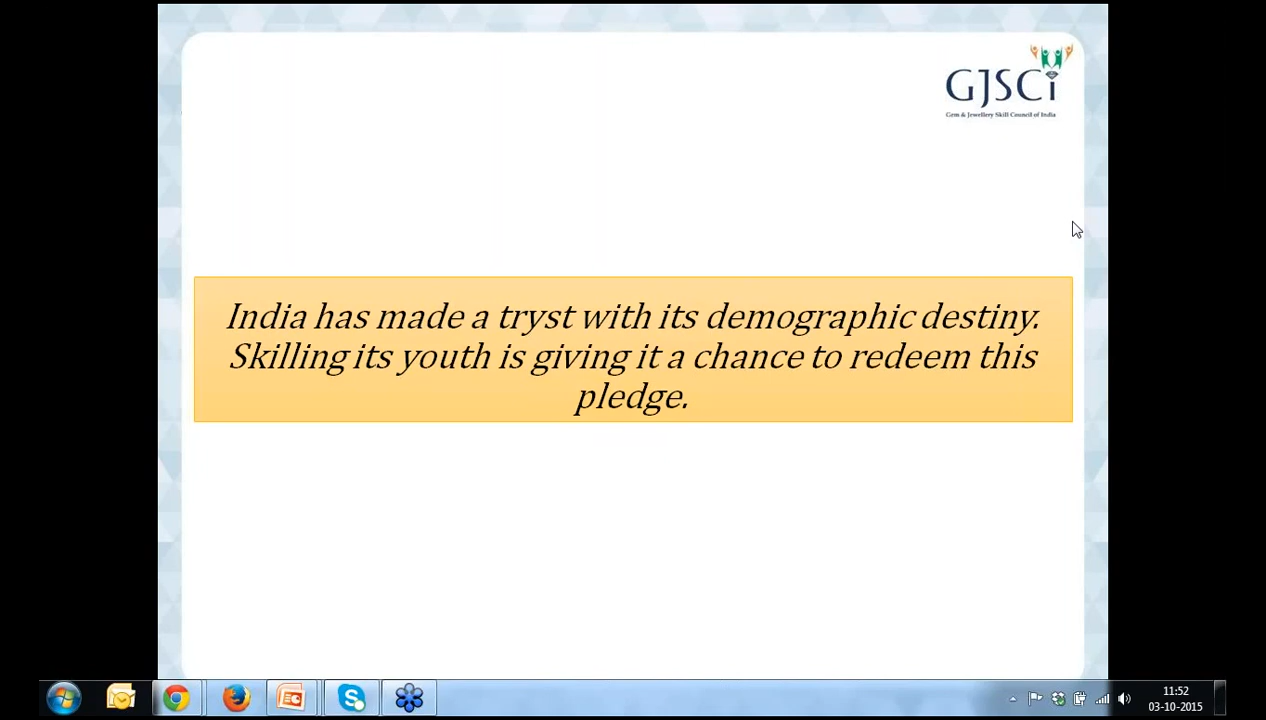 GJSCi
Gem & Jewellery Skill Council of India
India has made a tryst with its demographic destiny.
Skilling its youth is giving it a chance to redeem this
pledge.
11:52
03-10-2015